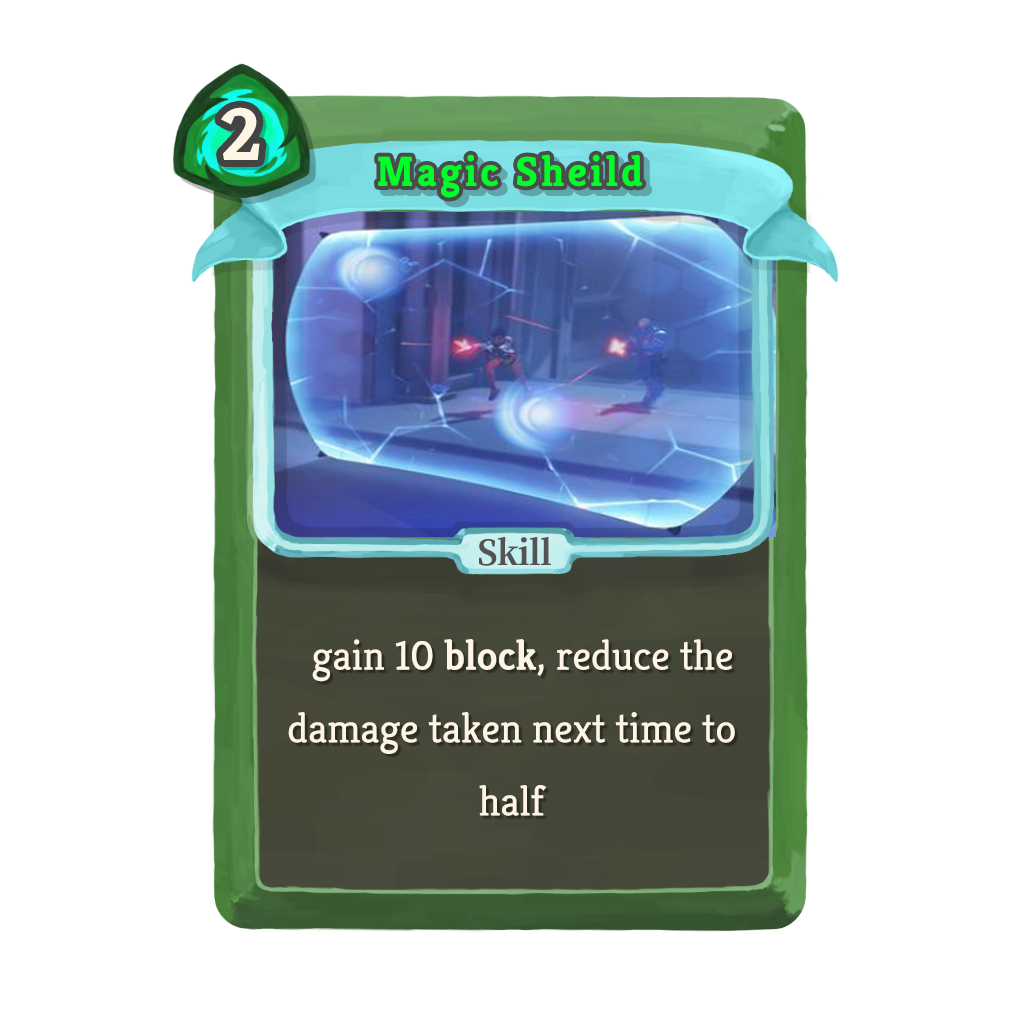 2
Magic Sheild
Skill
gain 10 block, reduce the
damage taken next time to
half